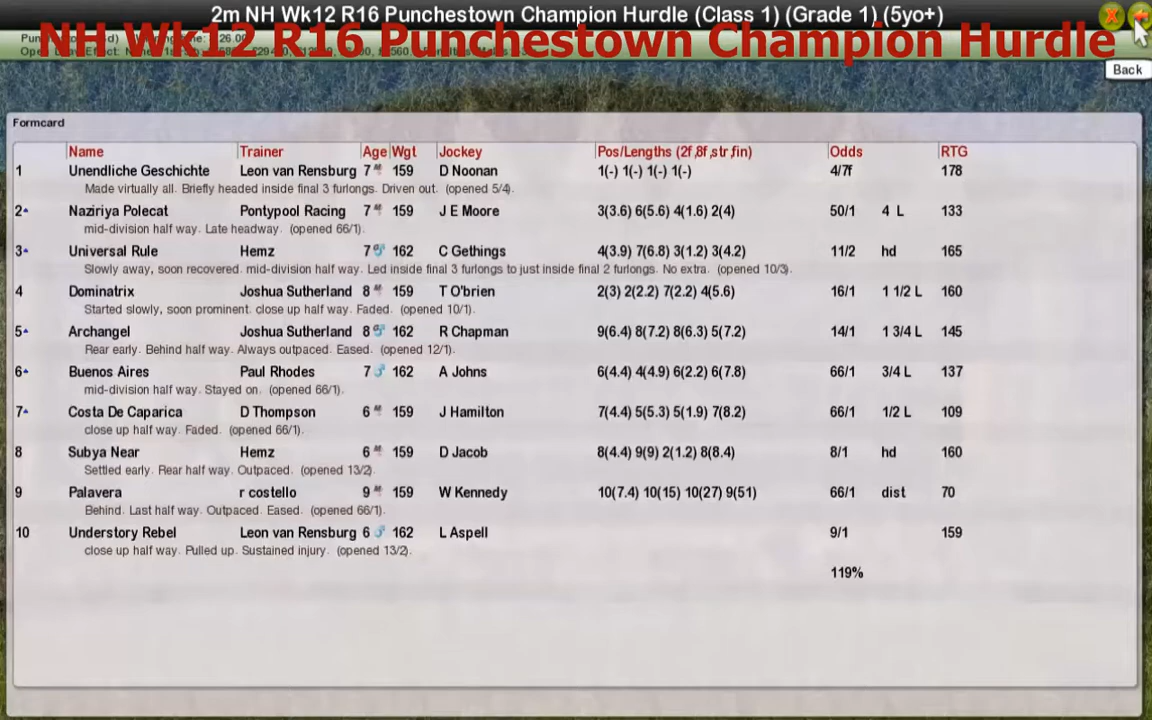 2m NH Wk12 R16 Punchestown Champion Hurdle (Class 1) (Grade 1) (5yo+)
NH Wk12 R16 Punchestown Champion Hurdle
Back
Formcard
Name Trainer Age Wgt Jockey Pos/Lengths (2f,8f,str,fin) Odds RTG
1 Unendliche Geschichte Leon van Rensburg 7 159 D Noonan 1(-) 1(-) 1(-) 1(-) 4/7f 178
Made virtually all. Briefly headed inside final 3 furlongs. Driven out. (opened 5/4).
2 Naziriya Polecat Pontypool Racing 7 159 J E Moore 3(3.6) 6(5.6) 4(1.6) 2(4) 50/1 4 L 133
mid-division half way. Late headway. (opened 66/1).
3 Universal Rule Hemz 7 162 C Gethings 4(3.9) 7(6.8) 3(1.2) 3(4.2) 11/2 hd 165
Slowly away, soon recovered. mid-division half way. Led inside final 3 furlongs to just inside final 2 furlongs. No extra. (opened 10/3).
4 Dominatrix Joshua Sutherland 8 159 T O'brien 2(3) 2(2.2) 7(2.2) 4(5.6) 16/1 1 1/2 L 160
Started slowly, soon prominent. close up half way. Faded. (opened 10/1).
5 Archangel Joshua Sutherland 8 162 R Chapman 9(6.4) 8(7.2) 8(6.3) 5(7.2) 14/1 1 3/4 L 145
Rear early. Behind half way. Always outpaced. Eased. (opened 12/1).
6 Buenos Aires Paul Rhodes 7 162 A Johns 6(4.4) 4(4.9) 6(2.2) 6(7.8) 66/1 3/4 L 137
mid-division half way. Stayed on. (opened 66/1).
7 Costa De Caparica D Thompson 6 159 J Hamilton 7(4.4) 5(5.3) 5(1.9) 7(8.2) 66/1 1/2 L 109
close up half way. Faded. (opened 66/1).
8 Subya Near Hemz 6 159 D Jacob 8(4.4) 9(9) 2(1.2) 8(8.4) 8/1 hd 160
Settled early. Rear half way. Outpaced. (opened 13/2).
9 Palavera r costello 9 159 W Kennedy 10(7.4) 10(15) 10(27) 9(51) 66/1 dist 70
Behind. Last half way. Outpaced. Eased. (opened 66/1).
10 Understory Rebel Leon van Rensburg 6 162 L Aspell 9/1 159
close up half way. Pulled up. Sustained injury. (opened 13/2).
119%